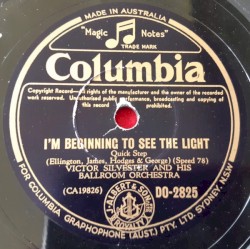 MADE IN AUSTRALIA
"Magic Notes"
TRADE MARK
Columbia
Copyright Record—All rights of the manufacturer and the owner of the recorded work reserved.
Unauthorised public performance, broadcasting and copying of this record prohibited.
I'M BEGINNING TO SEE THE LIGHT
Quick Step
(Ellington, James, Hodges & George) (Speed 78)
VICTOR SILVESTER AND HIS
BALLROOM ORCHESTRA
(CA19826)
DO-2825
J. ALBERT & SON
ROYALTY
FOR COLUMBIA GRAPHOPHONE (AUST.) PTY. LTD. SYDNEY. N.S.W.